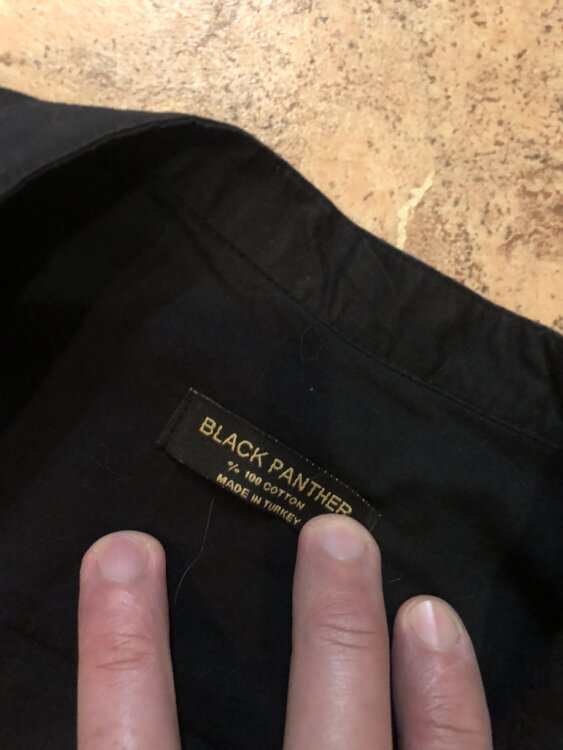 BLACK PANTHER
% 100 COTTON
MADE IN TURKEY